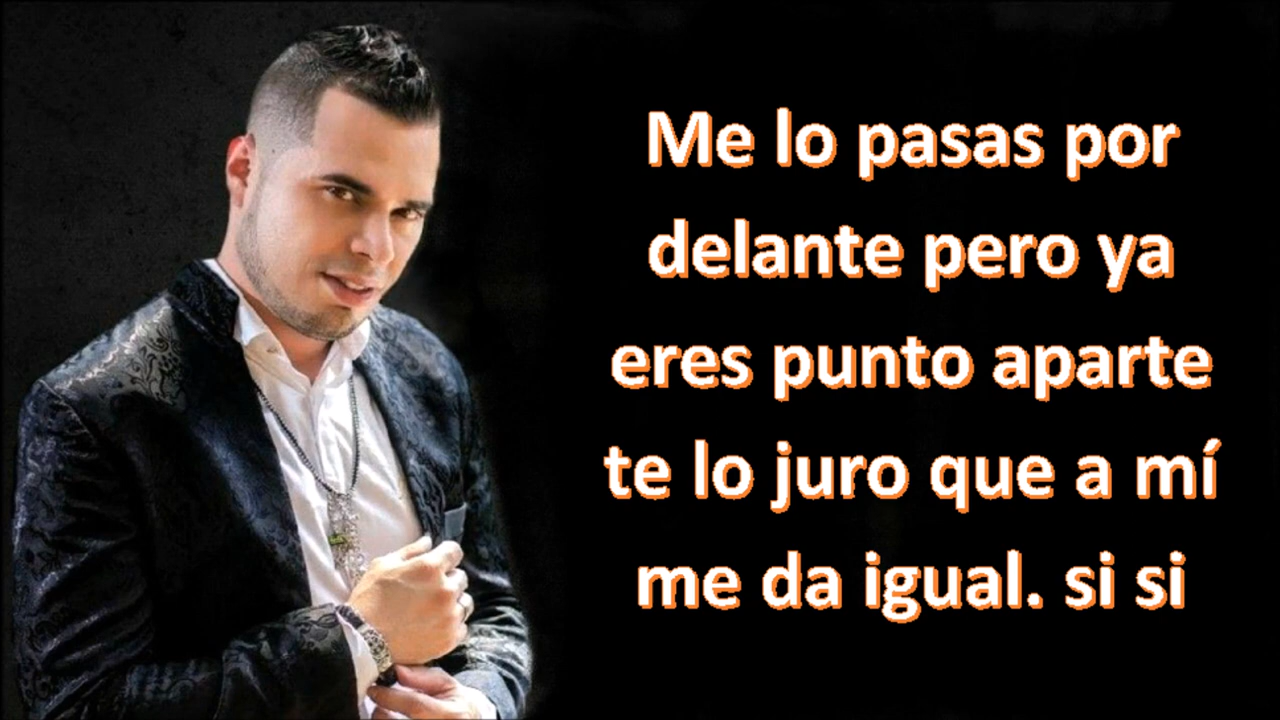 Me lo pasas por
delante pero ya
eres punto aparte
te lo juro que a mí
me da igual. si si